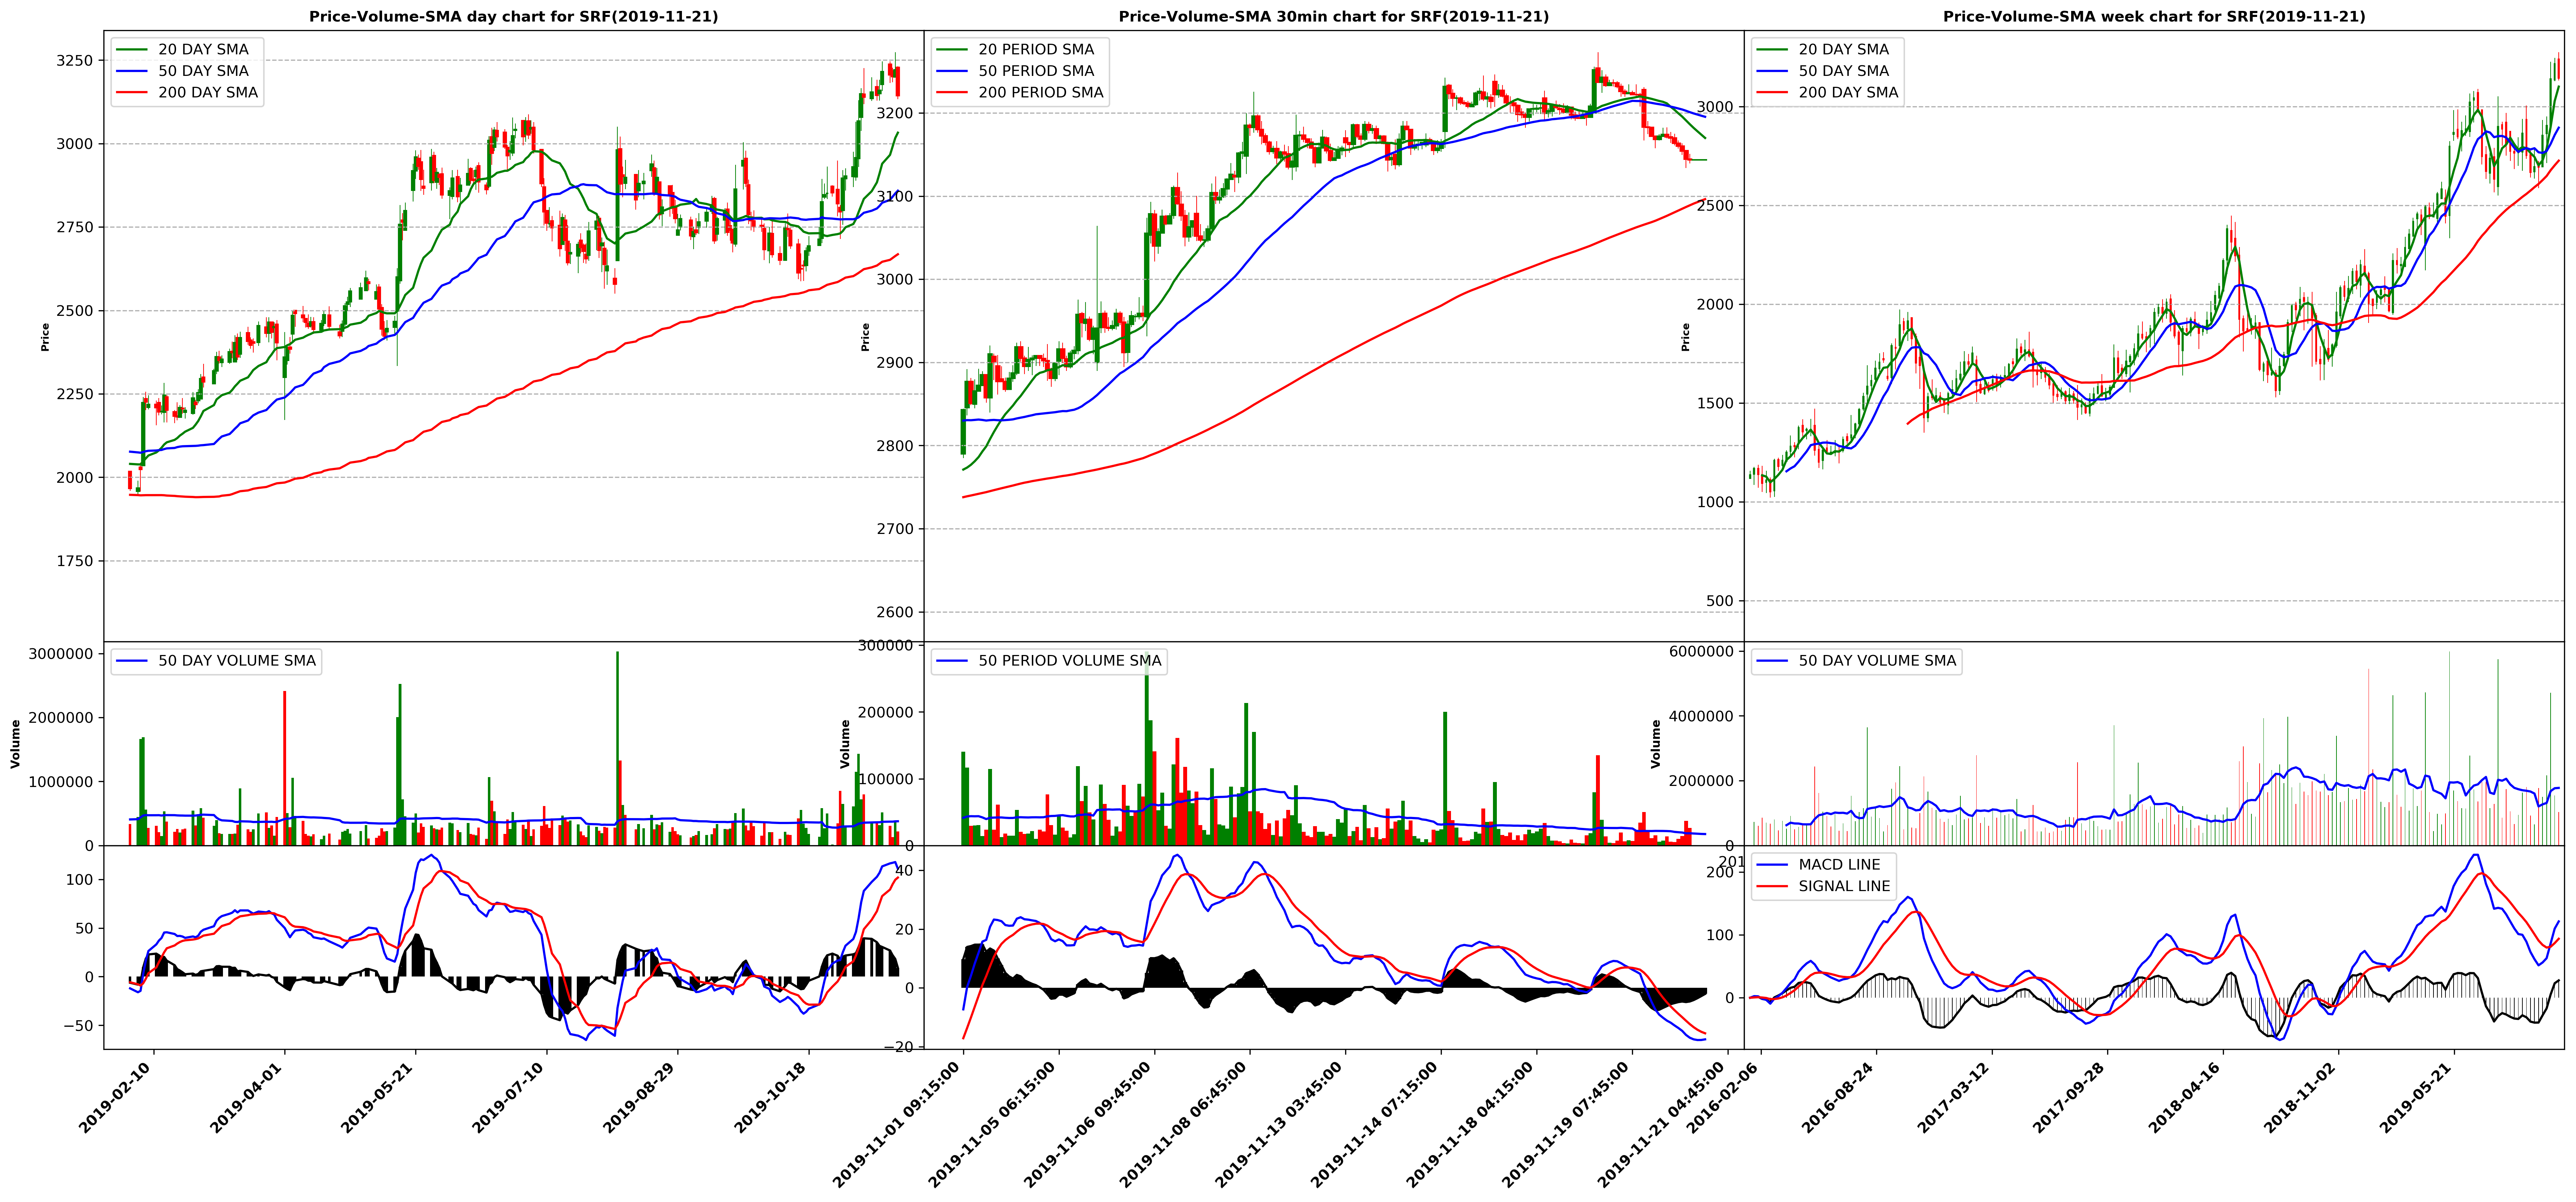 Price-Volume-SMA day chart for SRF(2019-11-21)
20 DAY SMA
50 DAY SMA
200 DAY SMA
3250
3000
2750
2500
2250
2000
1750
Price
50 DAY VOLUME SMA
3000000
2000000
1000000
0
Volume
100
50
0
−50
2019-02-10
2019-04-01
2019-05-21
2019-07-10
2019-08-29
2019-10-18
Price-Volume-SMA 30min chart for SRF(2019-11-21)
20 PERIOD SMA
50 PERIOD SMA
200 PERIOD SMA
3200
3100
3000
2900
2800
2700
2600
Price
50 PERIOD VOLUME SMA
300000
200000
100000
0
Volume
40
20
0
−20
2019-11-01 09:15:00
2019-11-05 06:15:00
2019-11-06 09:45:00
2019-11-08 06:45:00
2019-11-13 03:45:00
2019-11-14 07:15:00
2019-11-18 04:15:00
2019-11-19 07:45:00
2019-11-21 04:45:00
Price-Volume-SMA week chart for SRF(2019-11-21)
20 DAY SMA
50 DAY SMA
200 DAY SMA
3000
2500
2000
1500
1000
500
Price
50 DAY VOLUME SMA
6000000
4000000
2000000
0
Volume
201
MACD LINE
SIGNAL LINE
200
100
0
2016-02-06
2016-08-24
2017-03-12
2017-09-28
2018-04-16
2018-11-02
2019-05-21